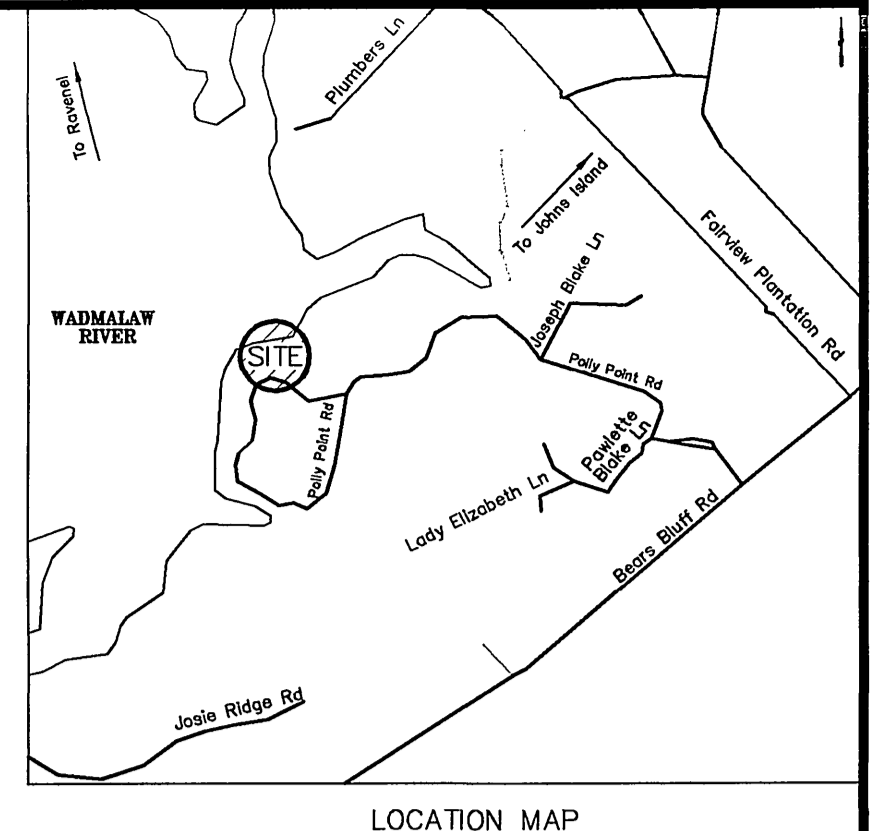 Plumbers Ln
To Ravenel
To Johns Island
Fairview Plantation Rd
Joseph Blake Ln
WADMALAW
RIVER
SITE
Polly Point Rd
Polly Point Rd
Pawlette
Blake Ln
Lady Elizabeth Ln
Bears Bluff Rd
Josie Ridge Rd
LOCATION MAP